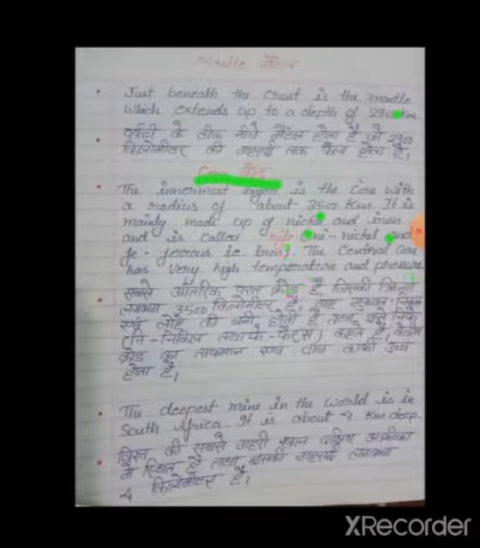 Mantle मैंटल
Just beneath the crust is the mantle
which extends up to a depth of 2900 Km.
पर्पटी के ठीक नीचे मैंटल होता है जो 2900
किलोमीटर की गहराई तक फैला होता है।
Core क्रोड
The innermost layer is the Core with
a radius of about 3500 Km. It is
mainly made up of nickel and iron
and is called nife (ni-nickel and
fe-ferrous i.e. iron). The Central Core
has very high temperature and pressure.
सबसे आंतरिक परत क्रोड है, जिसकी त्रिज्या
लगभग 3500 किलोमीटर है, यह मुख्यतः निकल
एवं लोहे की बनी होती है तथा इसे निफे
(नि-निकिल तथा फे-फैरस) कहते हैं। केंद्रीय
क्रोड का तापमान एवं दाब काफी उच्च
होता है।
The deepest mine in the world is in
South Africa. It is about 4 Km deep.
विश्व की सबसे गहरी खान दक्षिण अफ्रीका
में स्थित है तथा इसकी गहराई लगभग
4 किलोमीटर है।
XRecorder